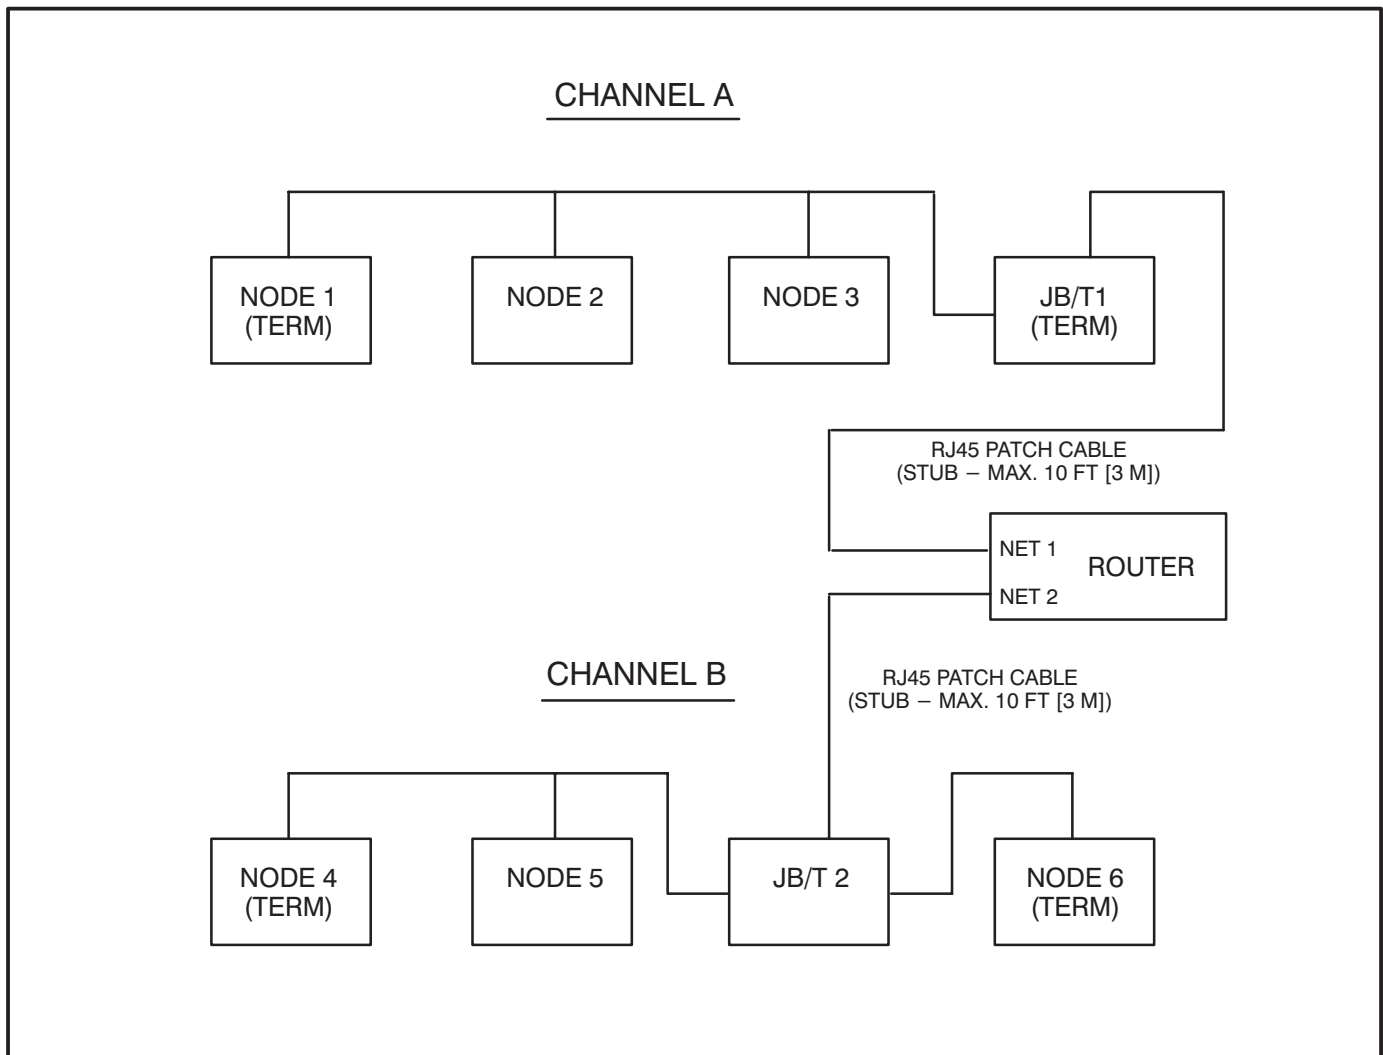 CHANNEL A
NODE 1
(TERM)
NODE 2
NODE 3
JB/T1
(TERM)
RJ45 PATCH CABLE
(STUB – MAX. 10 FT [3 M])
NET 1
ROUTER
NET 2
CHANNEL B
RJ45 PATCH CABLE
(STUB – MAX. 10 FT [3 M])
NODE 4
(TERM)
NODE 5
JB/T 2
NODE 6
(TERM)